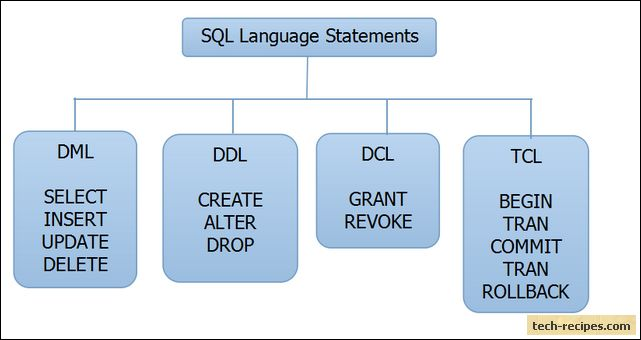 SQL Language Statements
DML
SELECT
INSERT
UPDATE
DELETE
DDL
CREATE
ALTER
DROP
DCL
GRANT
REVOKE
TCL
BEGIN
TRAN
COMMIT
TRAN
ROLLBACK
tech-recipes.com